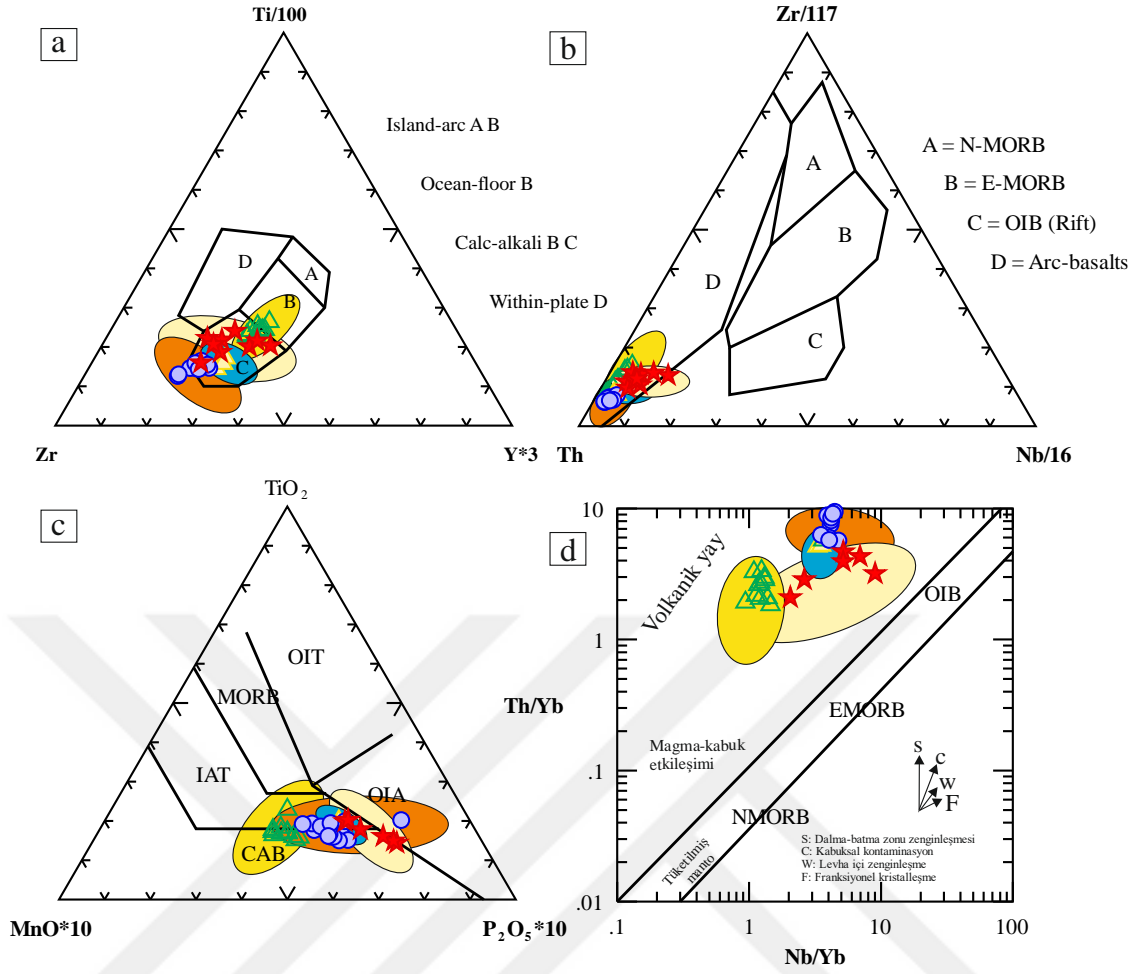 a
Ti/100
D
A
B
C
Zr
Y*3
Island-arc A B
Ocean-floor B
Calc-alkali B C
Within-plate D
b
Zr/117
A
B
D
C
Th
Nb/16
A = N-MORB
B = E-MORB
C = OIB (Rift)
D = Arc-basalts
c
TiO2
OIT
MORB
IAT
OIA
CAB
MnO*10
P2O5*10
d
10
1
.1
.01
Th/Yb
Volkanik yay
OIB
EMORB
Magma-kabuk
etkileşimi
NMORB
Tüketilmiş
manto
s
c
w
F
S: Dalma-batma zonu zenginleşmesi
C: Kabuksal kontaminasyon
W: Levha içi zenginleşme
F: Franksiyonel kristalleşme
.1
1
10
100
Nb/Yb